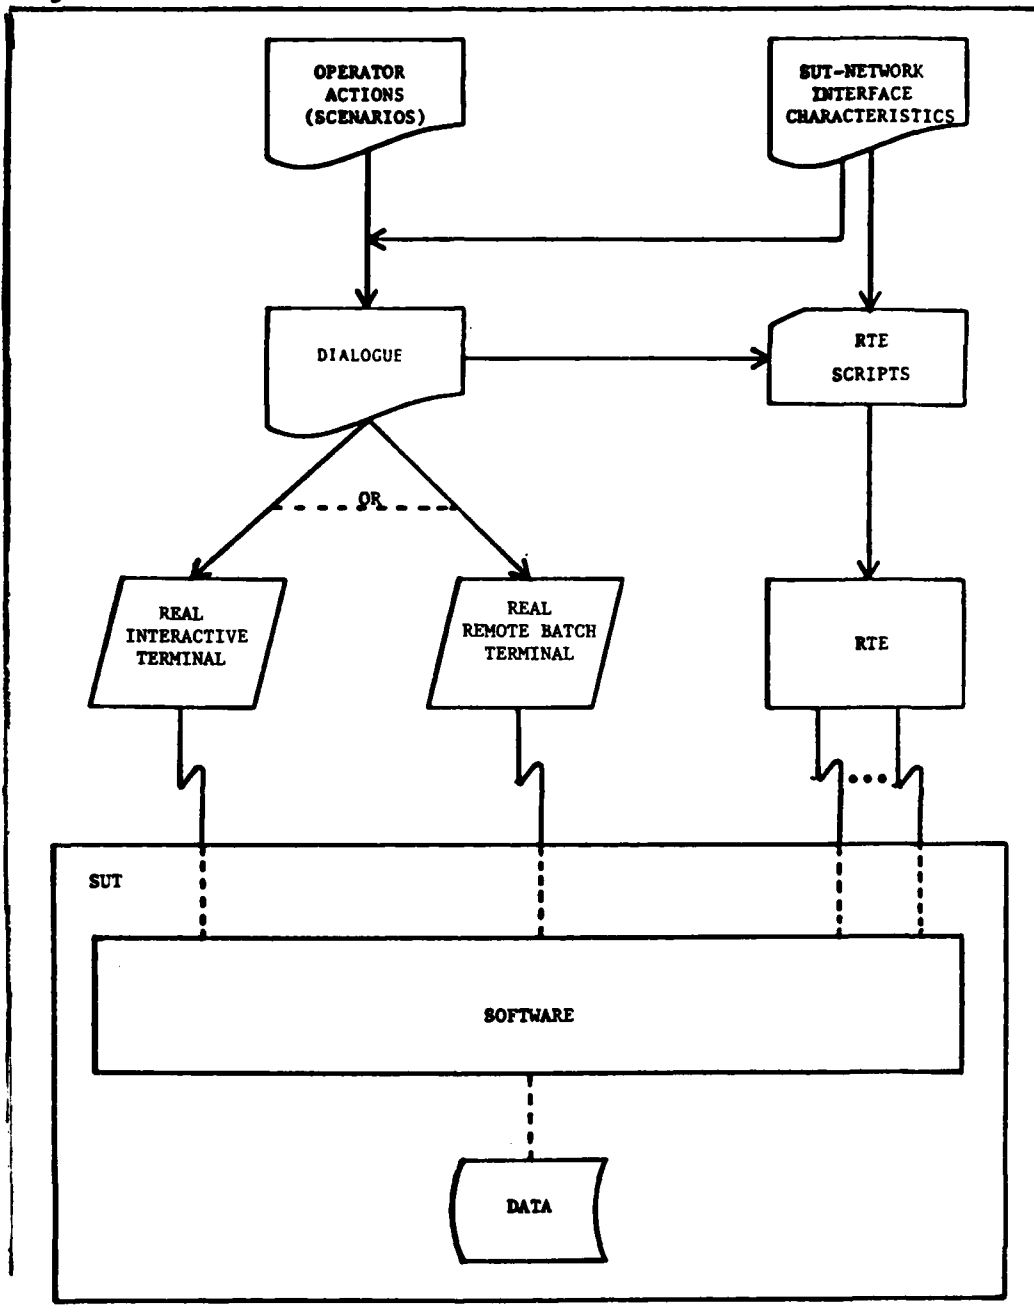 OPERATOR
ACTIONS
(SCENARIOS)
SUT-NETWORK
INTERFACE
CHARACTERISTICS
DIALOGUE
RTE
SCRIPTS
OR
REAL
INTERACTIVE
TERMINAL
REAL
REMOTE BATCH
TERMINAL
RTE
SUT
SOFTWARE
DATA